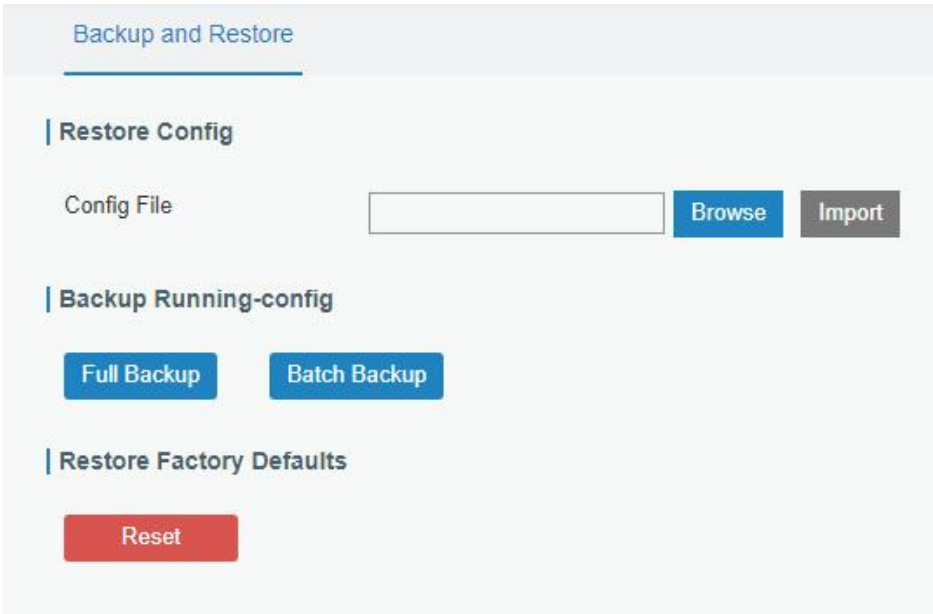 Backup and Restore
Restore Config
Config File Browse Import
Backup Running-config
Full Backup Batch Backup
Restore Factory Defaults
Reset